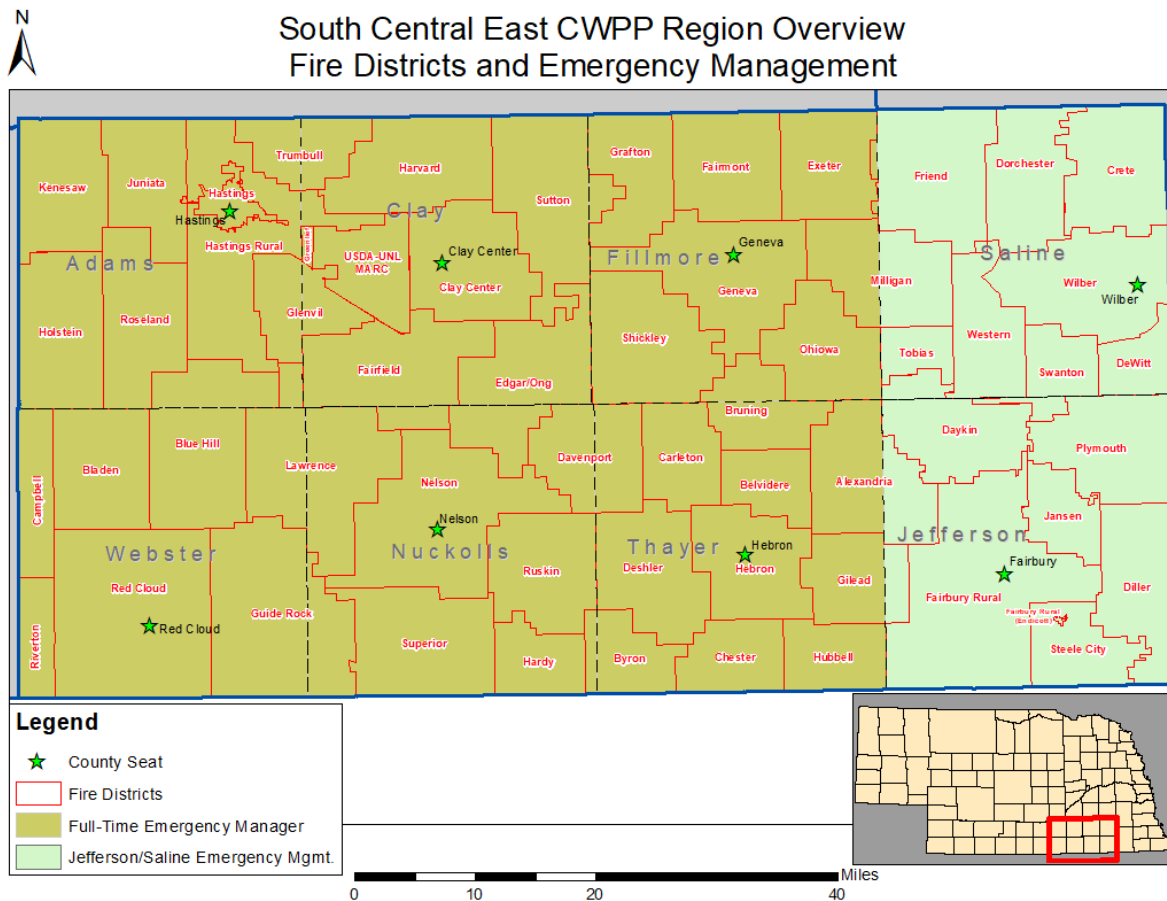 N
South Central East CWPP Region Overview
Fire Districts and Emergency Management
Trumbull
Harvard
Grafton
Fairmont
Exeter
Dorchester
Crete
Kenesaw
Juniata
Friend
Hastings
Sutton
Hastings
Clay
Hastings Rural
Clay Center
Geneva
Adams
USDA-UNL
MARC
Fillmore
Saline
Clay Center
Geneva
Milligan
Wilber
Wilber
Holstein
Roseland
Glenvil
Shickley
Western
Ohiowa
Tobias
Fairfield
Edgar/Ong
Swanton
DeWitt
Bruning
Blue Hill
Daykin
Bladen
Lawrence
Davenport
Carleton
Plymouth
Campbell
Nelson
Belvidere
Alexandria
Nelson
Jansen
Webster
Nuckolls
Thayer
Hebron
Jefferson
Red Cloud
Ruskin
Deshler
Hebron
Gilead
Fairbury
Diller
Guide Rock
Fairbury Rural
Riverton
Red Cloud
Superior
Fairbury Rural
(Endicott)
Hardy
Byron
Chester
Hubbell
Steele City
Legend
County Seat
Fire Districts
Full-Time Emergency Manager
Jefferson/Saline Emergency Mgmt.
Miles
0
10
20
40